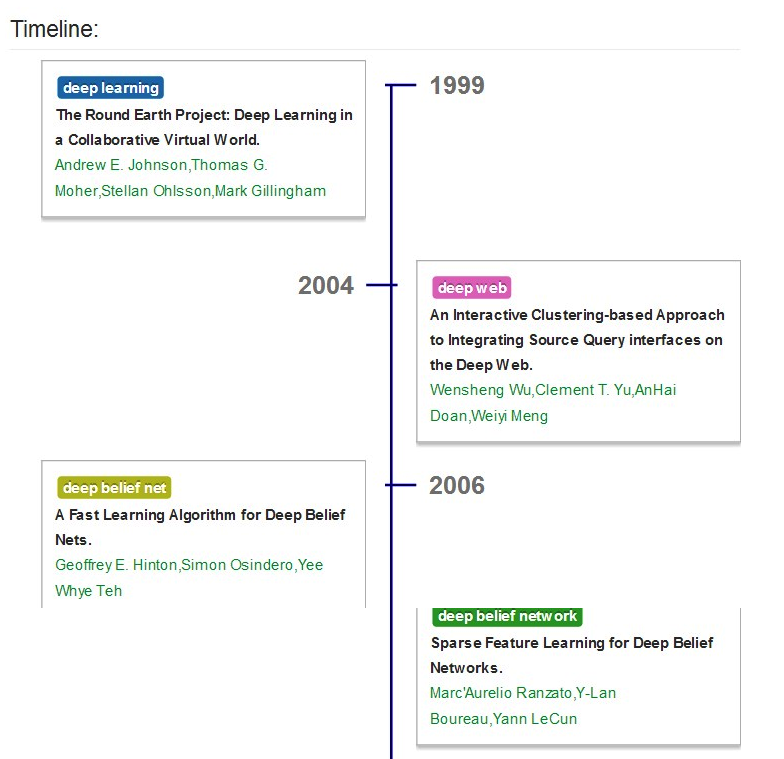 Timeline:
deep learning
1999
The Round Earth Project: Deep Learning in
a Collaborative Virtual World.
Andrew E. Johnson,Thomas G.
Moher,Stellan Ohlsson,Mark Gillingham
2004
deep web
An Interactive Clustering-based Approach
to Integrating Source Query interfaces on
the Deep Web.
Wensheng Wu,Clement T. Yu,AnHai
Doan,Weiyi Meng
deep belief net
2006
A Fast Learning Algorithm for Deep Belief
Nets.
Geoffrey E. Hinton,Simon Osindero,Yee
Whye Teh
deep belief network
Sparse Feature Learning for Deep Belief
Networks.
Marc'Aurelio Ranzato,Y-Lan
Boureau,Yann LeCun